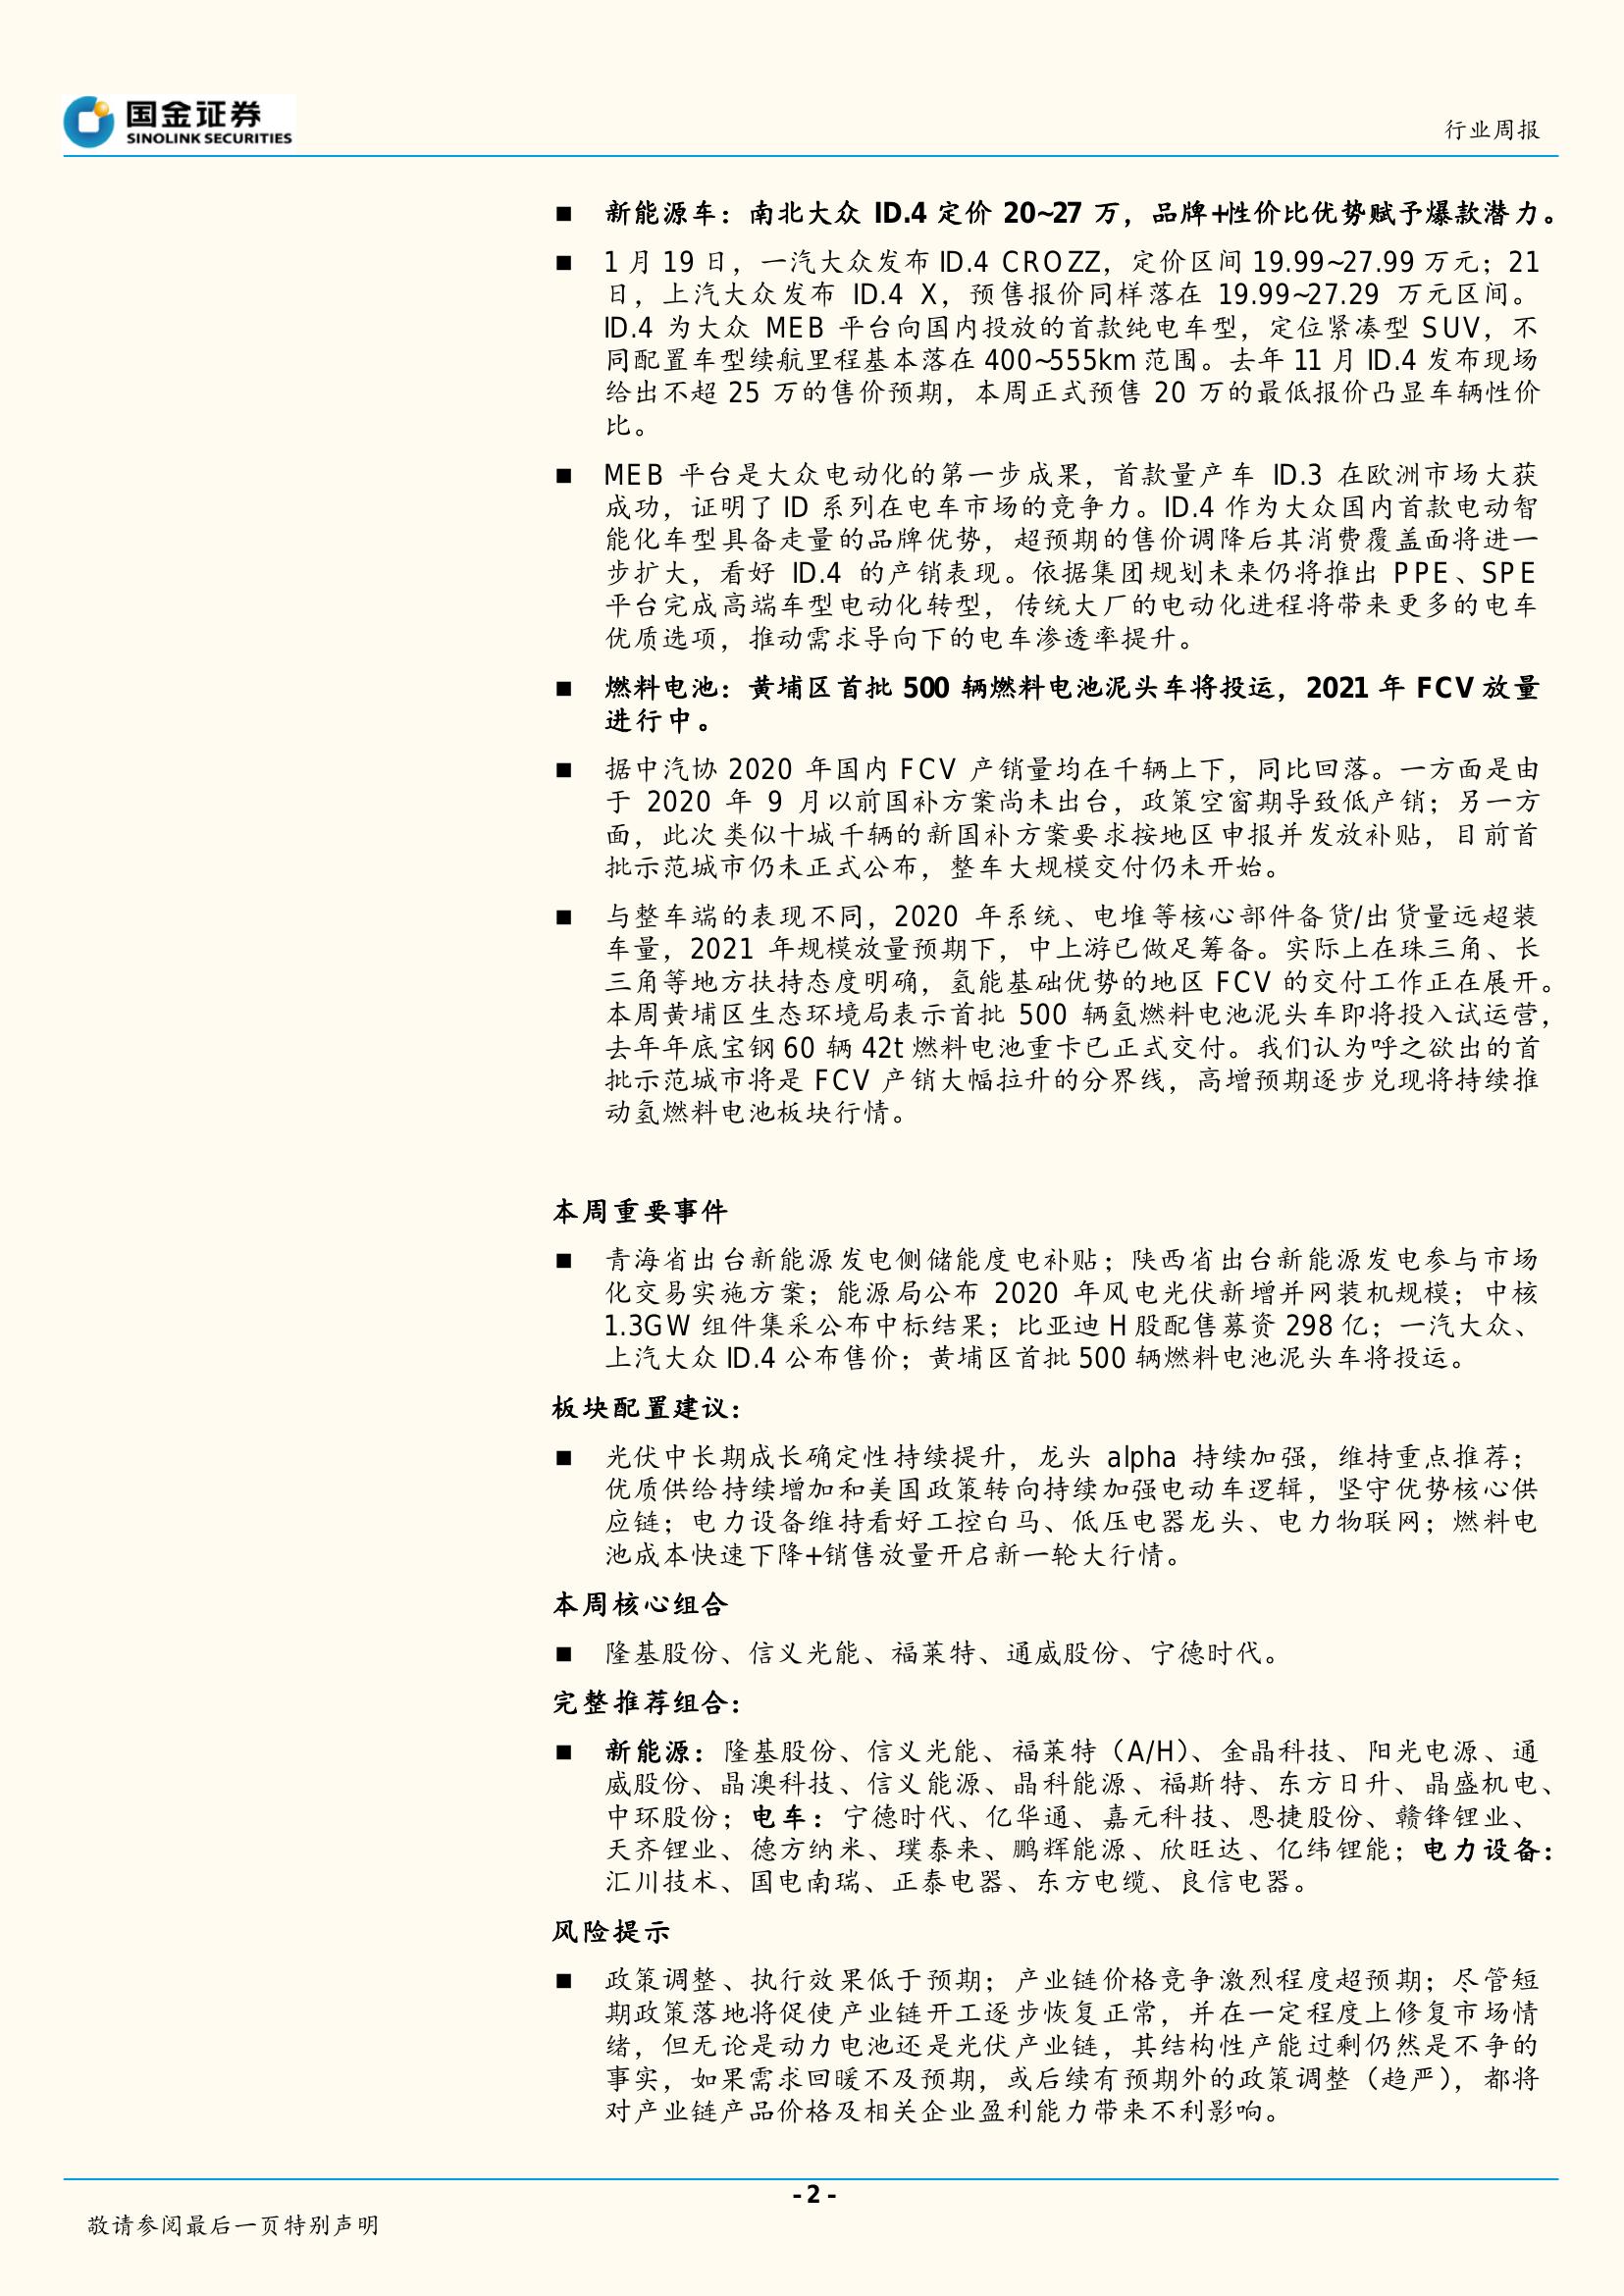 国金证券
SINOLINK SECURITIES
行业周报
■ 新能源车：南北大众 ID.4 定价 20~27 万，品牌+性价比优势赋予爆款潜力。
■ 1 月 19 日，一汽大众发布 ID.4 CROZZ，定价区间 19.99~27.99 万元；21
日，上汽大众发布 ID.4 X，预售报价同样落在 19.99~27.29 万元区间。
ID.4 为大众 MEB 平台向国内投放的首款纯电车型，定位紧凑型 SUV，不
同配置车型续航里程基本落在 400~555km 范围。去年 11 月 ID.4 发布现场
给出不超 25 万的售价预期，本周正式预售 20 万的最低报价凸显车辆性价
比。
■ MEB 平台是大众电动化的第一步成果，首款量产车 ID.3 在欧洲市场大获
成功，证明了 ID 系列在电车市场的竞争力。ID.4 作为大众国内首款电动智
能化车型具备走量的品牌优势，超预期的售价调降后其消费覆盖面将进一
步扩大，看好 ID.4 的产销表现。依据集团规划未来仍将推出 PPE、SPE
平台完成高端车型电动化转型，传统大厂的电动化进程将带来更多的电车
优质选项，推动需求导向下的电车渗透率提升。
■ 燃料电池：黄埔区首批 500 辆燃料电池泥头车将投运，2021 年 FCV 放量
进行中。
■ 据中汽协 2020 年国内 FCV 产销量均在千辆上下，同比回落。一方面是由
于 2020 年 9 月以前国补方案尚未出台，政策空窗期导致低产销；另一方
面，此次类似十城千辆的新国补方案要求按地区申报并发放补贴，目前首
批示范城市仍未正式公布，整车大规模交付仍未开始。
■ 与整车端的表现不同，2020 年系统、电堆等核心部件备货/出货量远超装
车量，2021 年规模放量预期下，中上游已做足筹备。实际上在珠三角、长
三角等地方扶持态度明确，氢能基础优势的地区 FCV 的交付工作正在展开。
本周黄埔区生态环境局表示首批 500 辆氢燃料电池泥头车即将投入试运营，
去年年底宝钢 60 辆 42t 燃料电池重卡已正式交付。我们认为呼之欲出的首
批示范城市将是 FCV 产销大幅拉升的分界线，高增预期逐步兑现将持续推
动氢燃料电池板块行情。
本周重要事件
■ 青海省出台新能源发电侧储能度电补贴；陕西省出台新能源发电参与市场
化交易实施方案；能源局公布 2020 年风电光伏新增并网装机规模；中核
1.3GW 组件集采公布中标结果；比亚迪 H 股配售募资 298 亿；一汽大众、
上汽大众 ID.4 公布售价；黄埔区首批 500 辆燃料电池泥头车将投运。
板块配置建议：
■ 光伏中长期成长确定性持续提升，龙头 alpha 持续加强，维持重点推荐；
优质供给持续增加和美国政策转向持续加强电动车逻辑，坚守优势核心供
应链；电力设备维持看好工控白马、低压电器龙头、电力物联网；燃料电
池成本快速下降+销售放量开启新一轮大行情。
本周核心组合
■ 隆基股份、信义光能、福莱特、通威股份、宁德时代。
完整推荐组合：
■ 新能源：隆基股份、信义光能、福莱特（A/H）、金晶科技、阳光电源、通
威股份、晶澳科技、信义能源、晶科能源、福斯特、东方日升、晶盛机电、
中环股份；电车：宁德时代、亿华通、嘉元科技、恩捷股份、赣锋锂业、
天齐锂业、德方纳米、璞泰来、鹏辉能源、欣旺达、亿纬锂能；电力设备：
汇川技术、国电南瑞、正泰电器、东方电缆、良信电器。
风险提示
■ 政策调整、执行效果低于预期；产业链价格竞争激烈程度超预期；尽管短
期政策落地将促使产业链开工逐步恢复正常，并在一定程度上修复市场情
绪，但无论是动力电池还是光伏产业链，其结构性产能过剩仍然是不争的
事实，如果需求回暖不及预期，或后续有预期外的政策调整（趋严），都将
对产业链产品价格及相关企业盈利能力带来不利影响。
- 2 -
敬请参阅最后一页特别声明